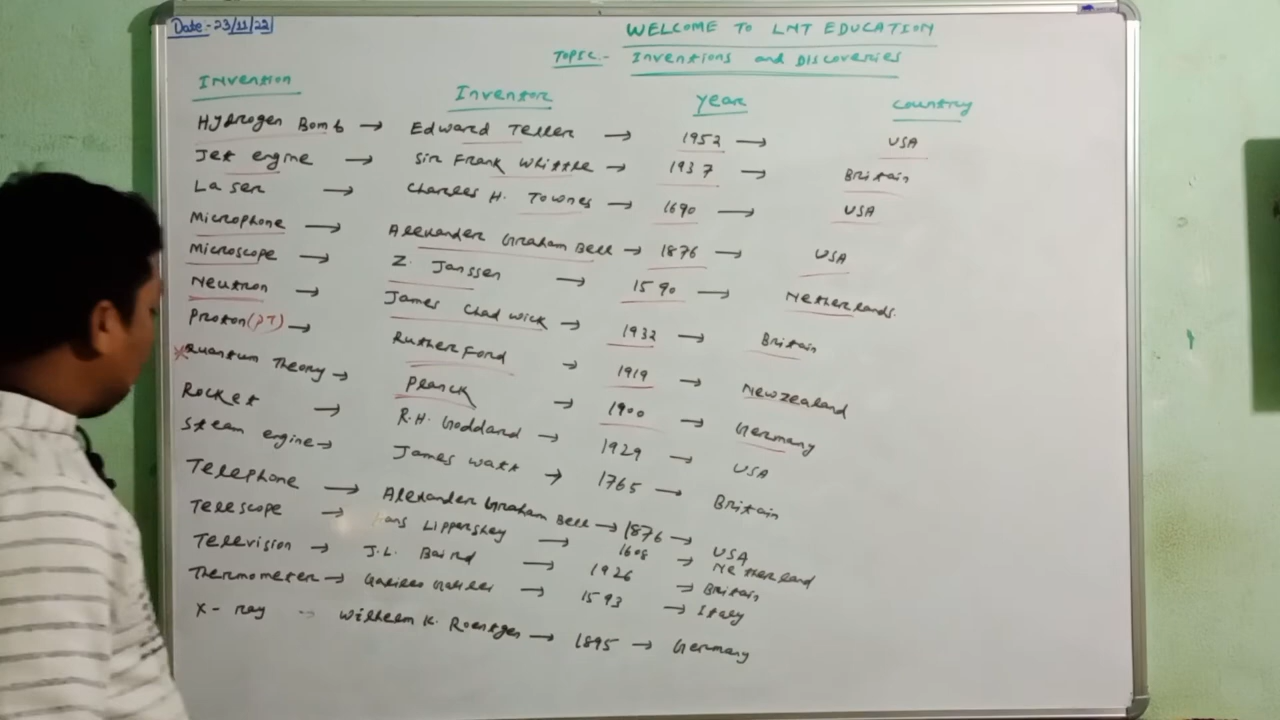 Date:- 23/11/22
WELCOME TO LNT EDUCATION
Topic:- Inventions and Discoveries
Invention Inventor Year Country
Hydrogen Bomb → Edward Teller → 1952 → USA
Jet engine → Sir Frank Whittle → 1937 → Britain
Laser → Charles H. Townes → 1690 → USA
Microphone → Alexander Graham Bell → 1876 → USA
Microscope → Z. Janssen → 1590 → Netherlands.
Neutron → James Chadwick → 1932 → Britain
Proton (PT) → Rutherford → 1919 → Newzealand
Quantum Theory → Planck → 1900 → Germany
Rocket → R.H. Goddard → 1929 → USA
Steam engine → James Watt → 1765 → Britain
Telephone → Alexander Graham Bell → 1876 → USA
Telescope → Hans Lippershey → 1608 → Netherland
Television → J.L. Baird → 1926 → Britain
Thermometer → Galileo Galilei → 1593 → Italy
X-ray → Wilhelm K. Roentgen → 1895 → Germany